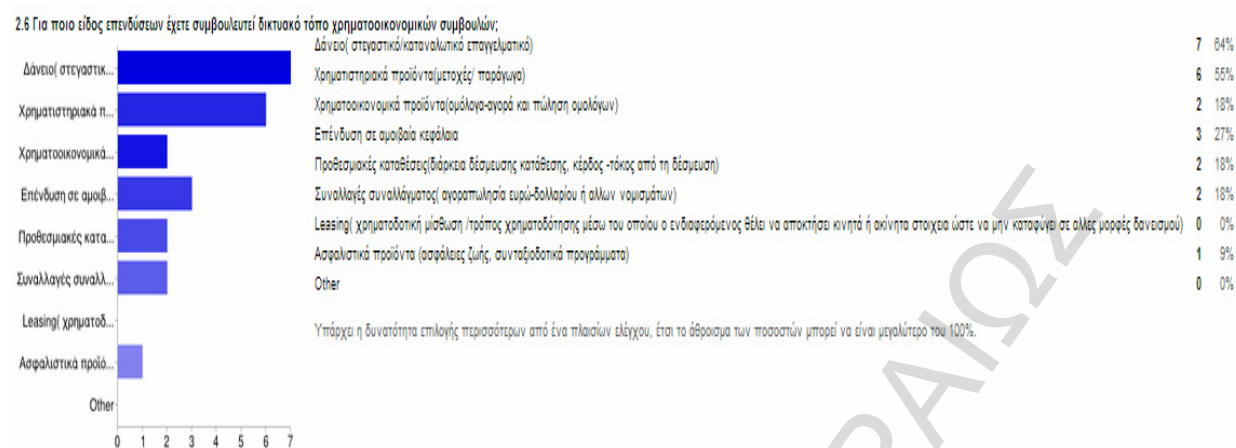 2.6 Για ποιο είδος επενδύσεων έχετε συμβουλευτεί δικτυακό τόπο χρηματοοικονομικών συμβουλών;
Δάνειο( στεγαστικ...
Χρηματιστηριακά π...
Χρηματοοικονομικά...
Επένδυση σε αμοιβ...
Προθεσμιακές κατα...
Συναλλαγές συναλλ...
Leasing( χρηματοδ...
Ασφαλιστικά προϊό...
Other
0 1 2 3 4 5 6 7
Δάνειο( στεγαστικό/καταναλωτικό επαγγελματικό) 7 64%
Χρηματιστηριακά προϊόντα(μετοχές/ παράγωγα) 6 55%
Χρηματοοικονομικά προϊόντα(ομόλογα-αγορά και πώληση ομολόγων) 2 18%
Επένδυση σε αμοιβαία κεφάλαια 3 27%
Προθεσμιακές καταθέσεις(διάρκεια δέσμευσης κατάθεσης, κέρδος -τόκος από τη δέσμευση) 2 18%
Συναλλαγές συναλλάγματος( αγοραπωλησία ευρώ-δολλαρίου ή αλλων νομισμάτων) 2 18%
Leasing( χρηματοδοτική μίσθωση /τρόπος χρηματοδότησης μέσω του οποίου ο ενδιαφερόμενος θέλει να αποκτήσει κινητά ή ακίνητα στοιχεια ώστε να μην καταφυγει σε αλλες μορφές δανεισμού) 0 0%
Ασφαλιστικά προϊόντα (ασφάλειες ζωής, συνταξιοδοτικά προγράμματα) 1 9%
Other 0 0%
Υπάρχει η δυνατότητα επιλογής περισσότερων από ένα πλαισίων ελέγχου, έτσι το άθροισμα των ποσοστών μπορεί να είναι μεγαλύτερο του 100%.
ΡΑΙΩΣ